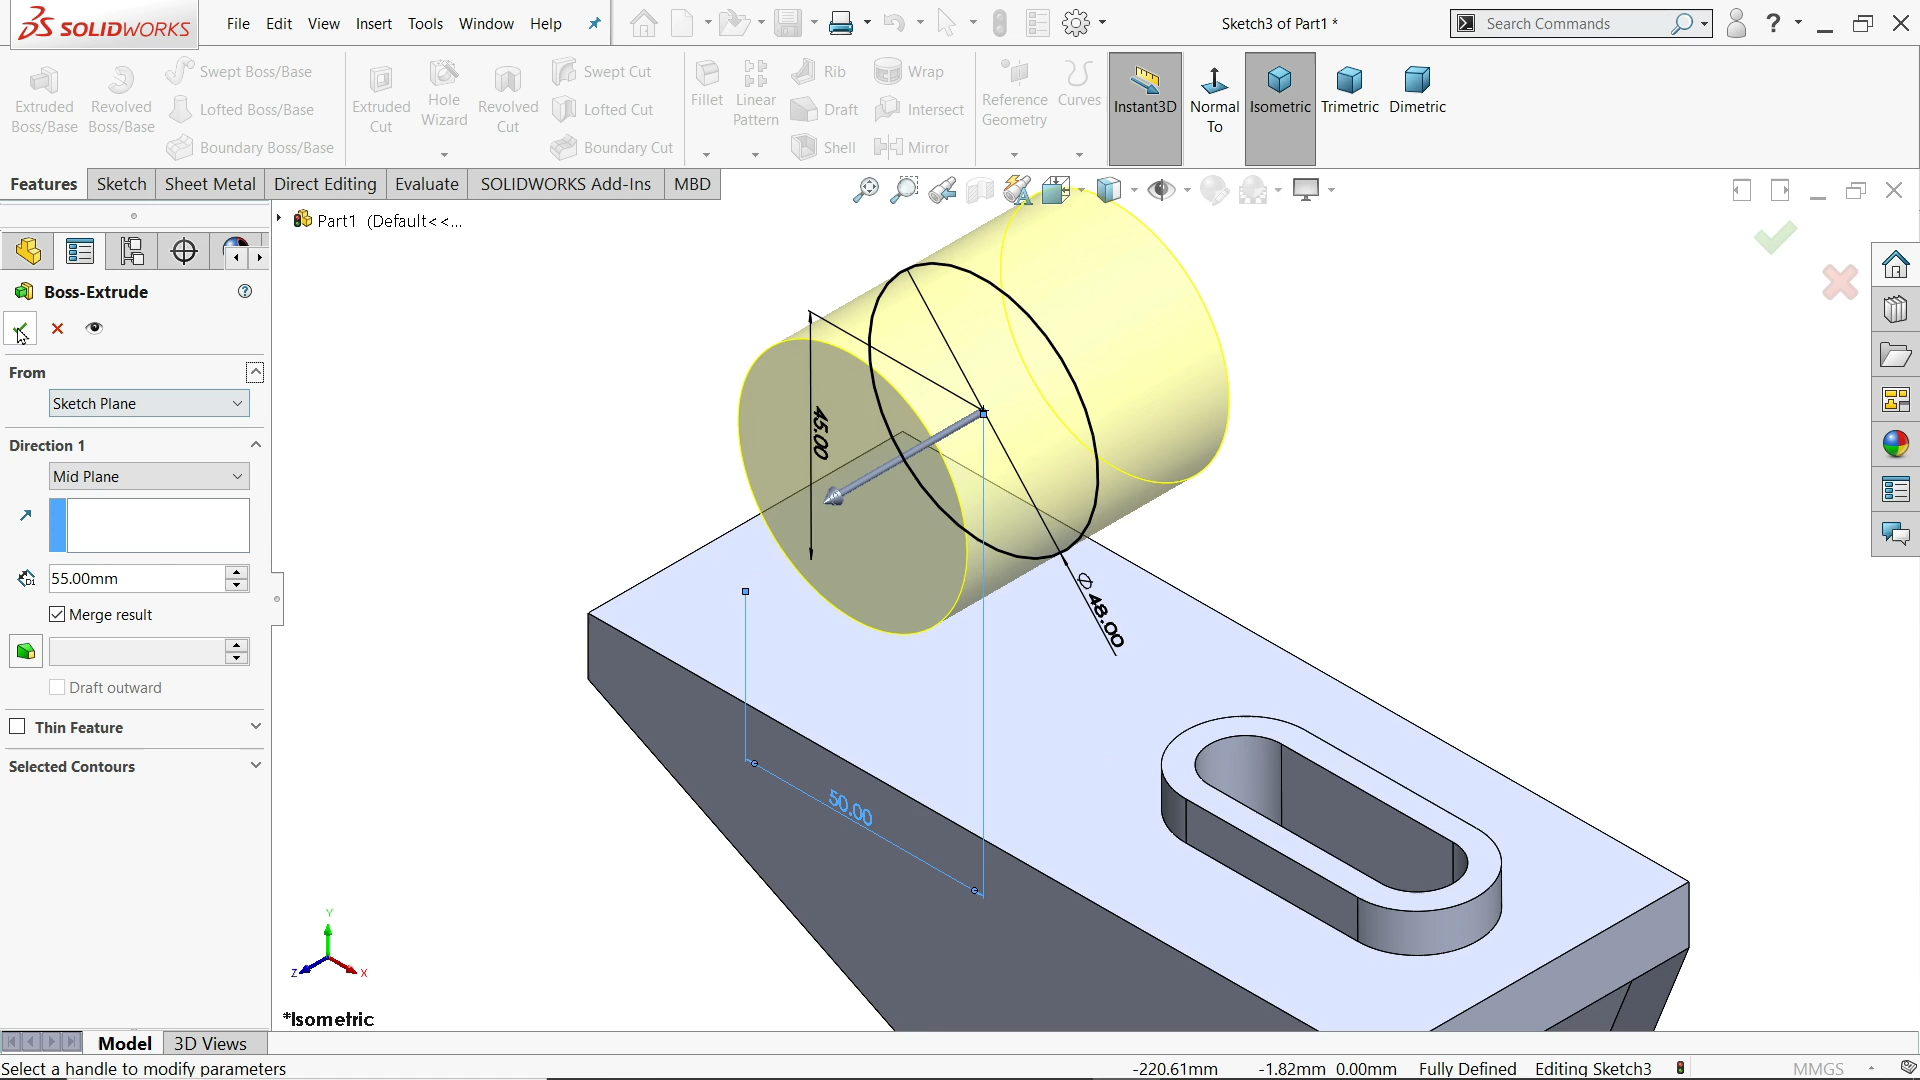 SOLIDWORKS
File Edit View Insert Tools Window Help
Sketch3 of Part1 *
Search Commands
?
Extruded Boss/Base
Revolved Boss/Base
Swept Boss/Base
Lofted Boss/Base
Boundary Boss/Base
Extruded Cut
Hole Wizard
Revolved Cut
Swept Cut
Lofted Cut
Boundary Cut
Fillet
Linear Pattern
Rib
Draft
Shell
Wrap
Intersect
Mirror
Reference Geometry
Curves
Instant3D
Normal To
Isometric
Trimetric
Dimetric
Features Sketch Sheet Metal Direct Editing Evaluate SOLIDWORKS Add-Ins MBD
Part1 (Default<<...
Boss-Extrude
From
Sketch Plane
Direction 1
Mid Plane
D1
55.00mm
Merge result
Draft outward
Thin Feature
Selected Contours
45.00
Ø 48.00
50.00
Y
Z
X
*Isometric
Model 3D Views
Select a handle to modify parameters
-220.61mm -1.82mm 0.00mm Fully Defined Editing Sketch3 MMGS